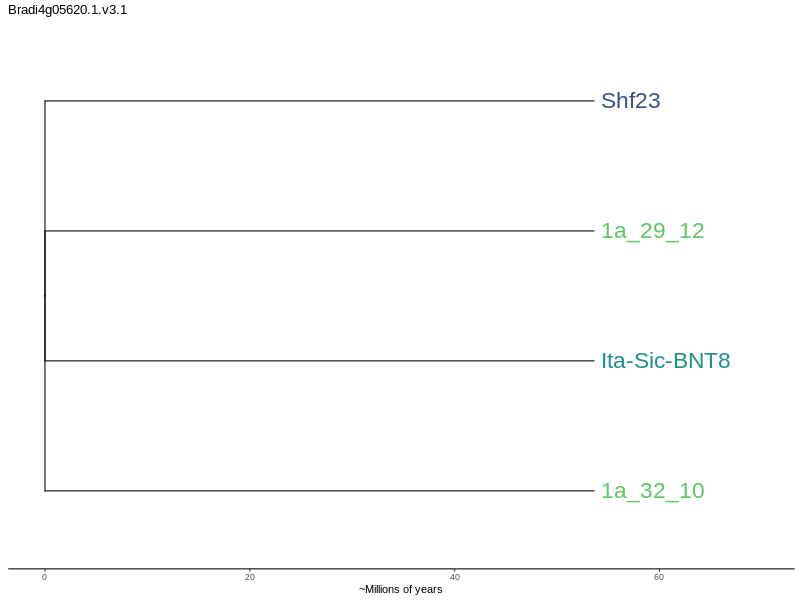 Bradi4g05620.1.v3.1
Shf23
1a_29_12
Ita-Sic-BNT8
1a_32_10
0 20 40 60
~Millions of years